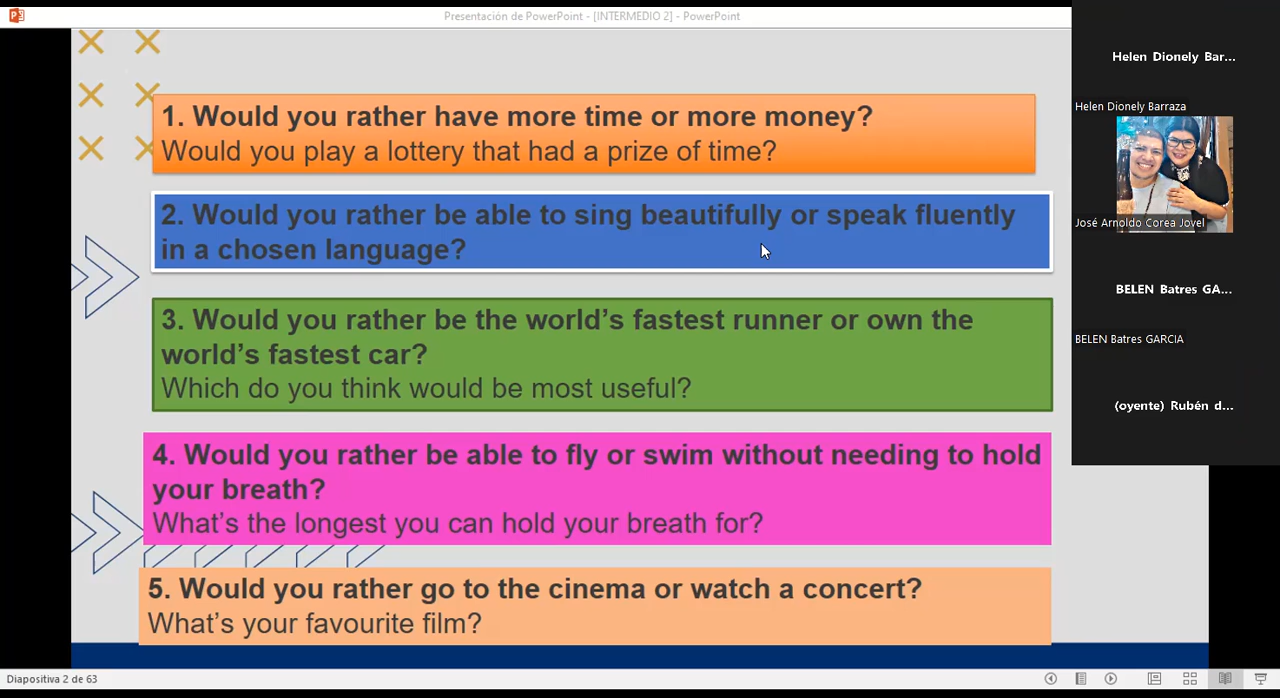 Presentación de PowerPoint - [INTERMEDIO 2] - PowerPoint
1. Would you rather have more time or more money?
Would you play a lottery that had a prize of time?
2. Would you rather be able to sing beautifully or speak fluently
in a chosen language?
3. Would you rather be the world’s fastest runner or own the
world’s fastest car?
Which do you think would be most useful?
4. Would you rather be able to fly or swim without needing to hold
your breath?
What’s the longest you can hold your breath for?
5. Would you rather go to the cinema or watch a concert?
What’s your favourite film?
Helen Dionely Bar...
Helen Dionely Barraza
José Arnoldo Corea Jovel
BELEN Batres GA...
BELEN Batres GARCIA
(oyente) Rubén d...
Diapositiva 2 de 63